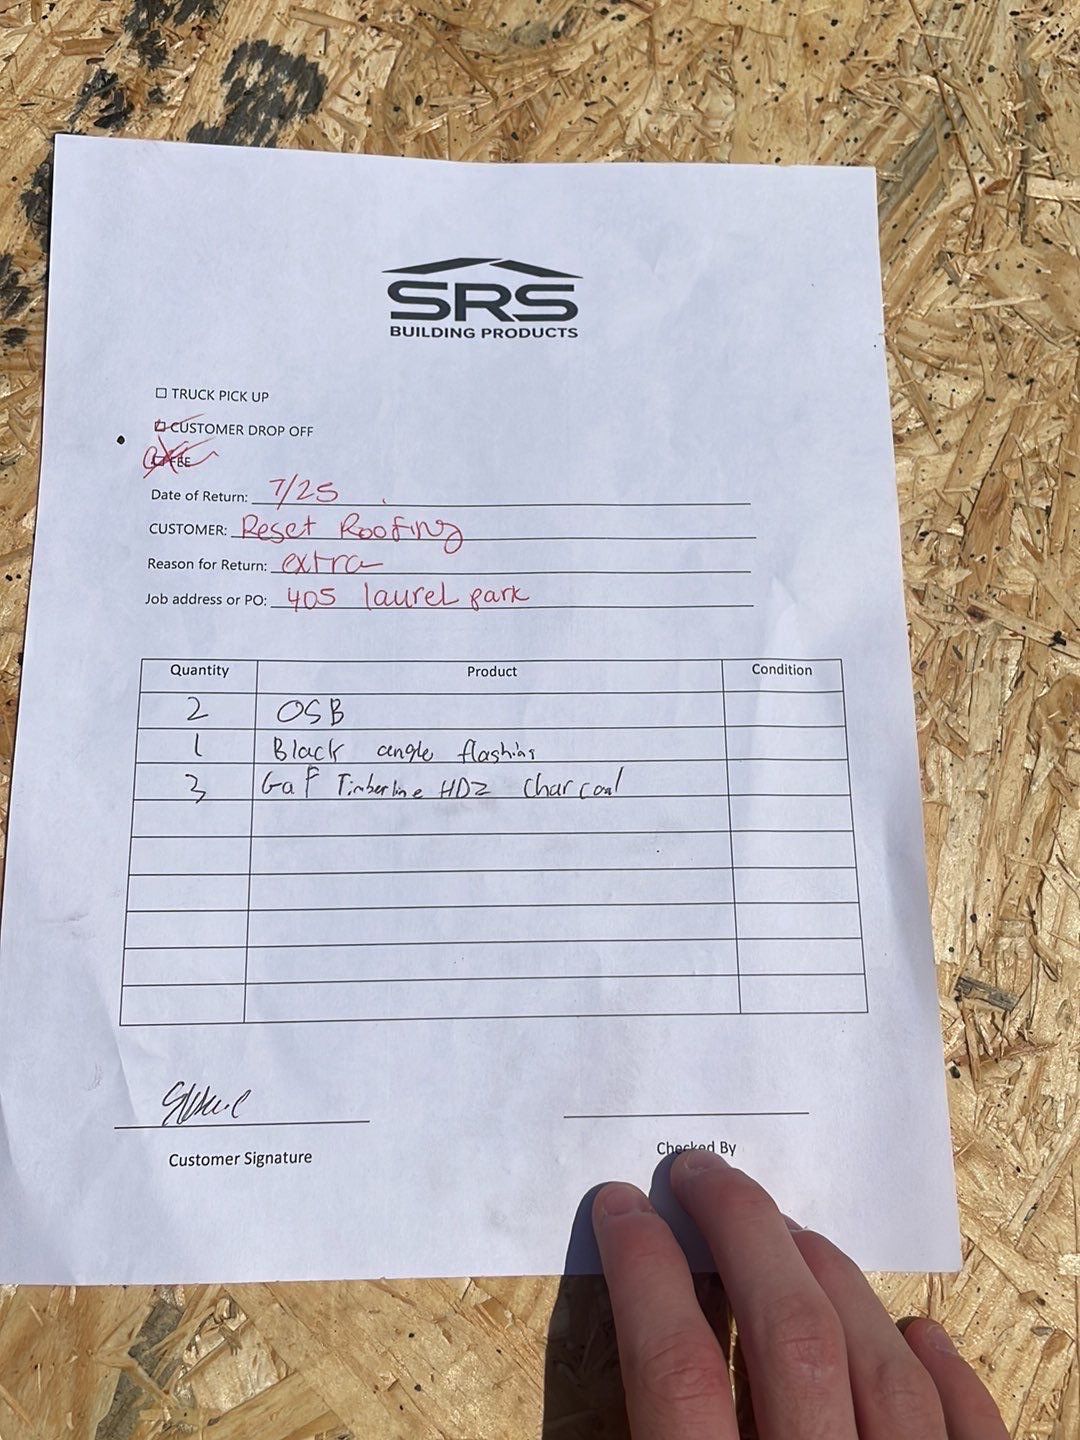 SRS
BUILDING PRODUCTS
☐ TRUCK PICK UP
☐ CUSTOMER DROP OFF
☐ FEE
Date of Return: 7/25
CUSTOMER: Reset Roofing
Reason for Return: extra
Job address or PO: 405 laurel park
Quantity Product Condition
2 OSB
1 Black angle flashing
3 Gaf Timberline HDZ Charcoal
Customer Signature Checked By